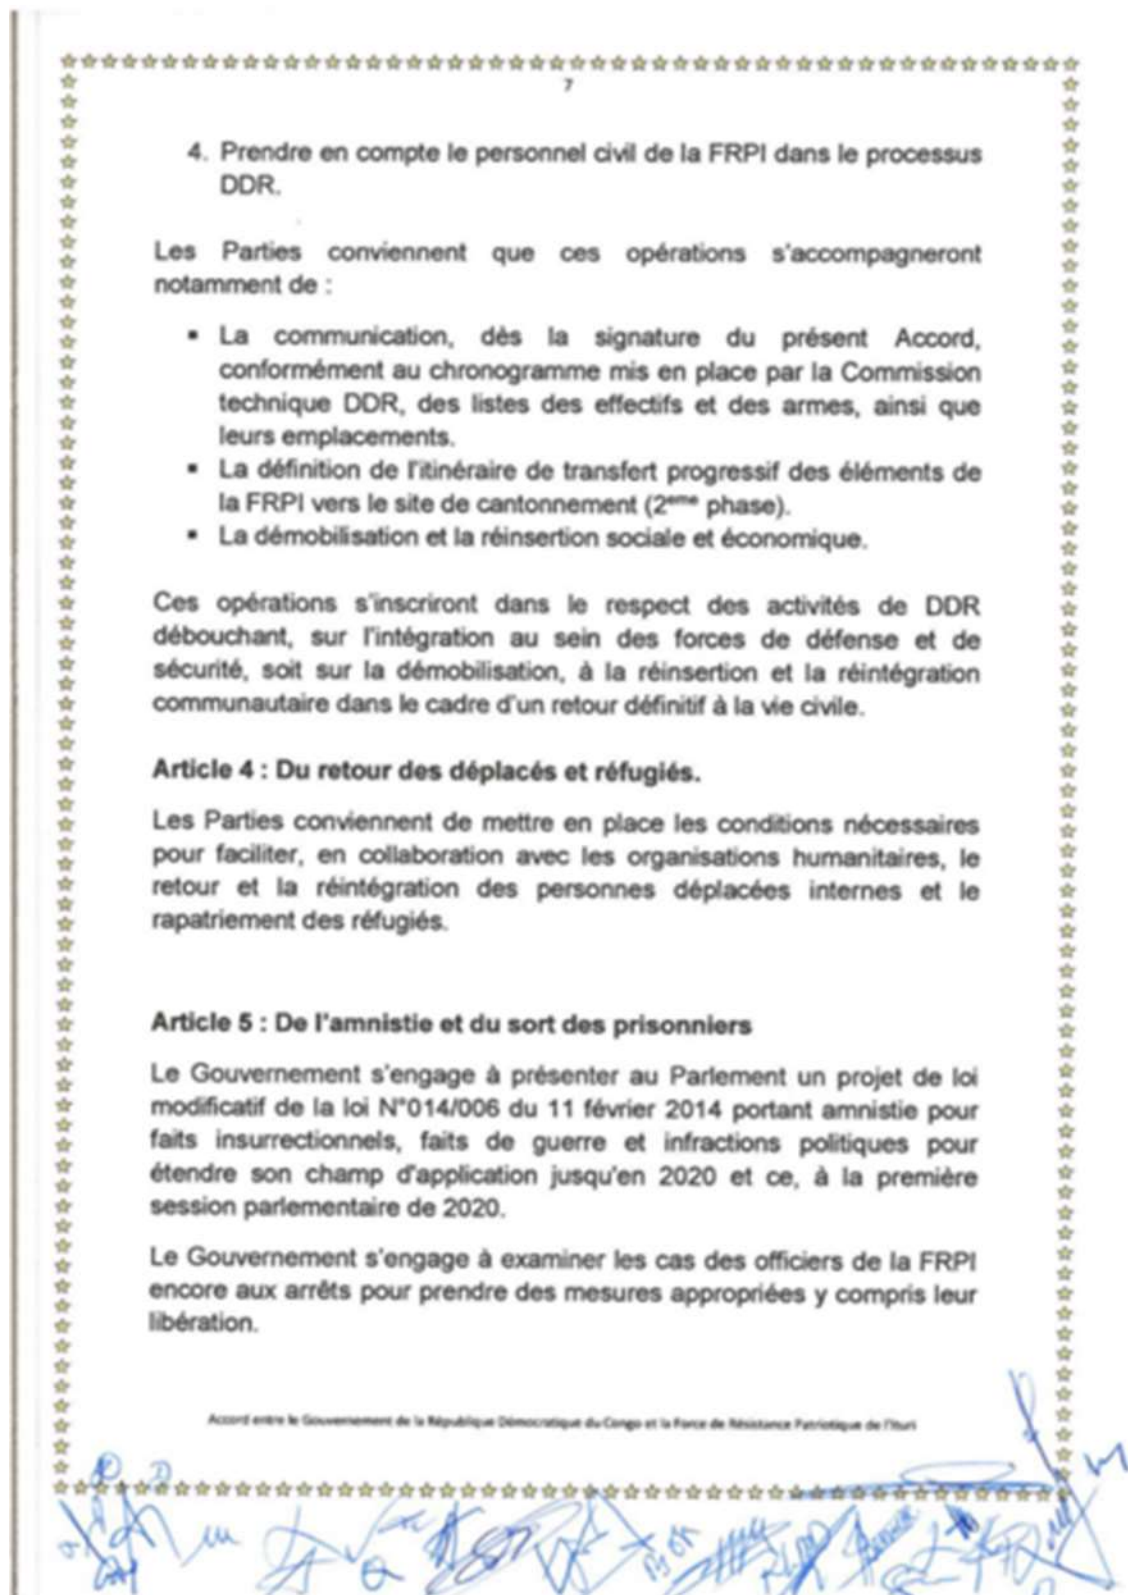 7
4. Prendre en compte le personnel civil de la FRPI dans le processus
DDR.
Les Parties conviennent que ces opérations s'accompagneront
notamment de :
▪ La communication, dès la signature du présent Accord,
conformément au chronogramme mis en place par la Commission
technique DDR, des listes des effectifs et des armes, ainsi que
leurs emplacements.
▪ La définition de l'itinéraire de transfert progressif des éléments de
la FRPI vers le site de cantonnement (2eme phase).
▪ La démobilisation et la réinsertion sociale et économique.
Ces opérations s'inscriront dans le respect des activités de DDR
débouchant, sur l'intégration au sein des forces de défense et de
sécurité, soit sur la démobilisation, à la réinsertion et la réintégration
communautaire dans le cadre d'un retour définitif à la vie civile.
Article 4 : Du retour des déplacés et réfugiés.
Les Parties conviennent de mettre en place les conditions nécessaires
pour faciliter, en collaboration avec les organisations humanitaires, le
retour et la réintégration des personnes déplacées internes et le
rapatriement des réfugiés.
Article 5 : De l'amnistie et du sort des prisonniers
Le Gouvernement s'engage à présenter au Parlement un projet de loi
modificatif de la loi N°014/006 du 11 février 2014 portant amnistie pour
faits insurrectionnels, faits de guerre et infractions politiques pour
étendre son champ d'application jusqu'en 2020 et ce, à la première
session parlementaire de 2020.
Le Gouvernement s'engage à examiner les cas des officiers de la FRPI
encore aux arrêts pour prendre des mesures appropriées y compris leur
libération.
Accord entre le Gouvernement de la République Démocratique du Congo et la Force de Résistance Patriotique de l'Ituri